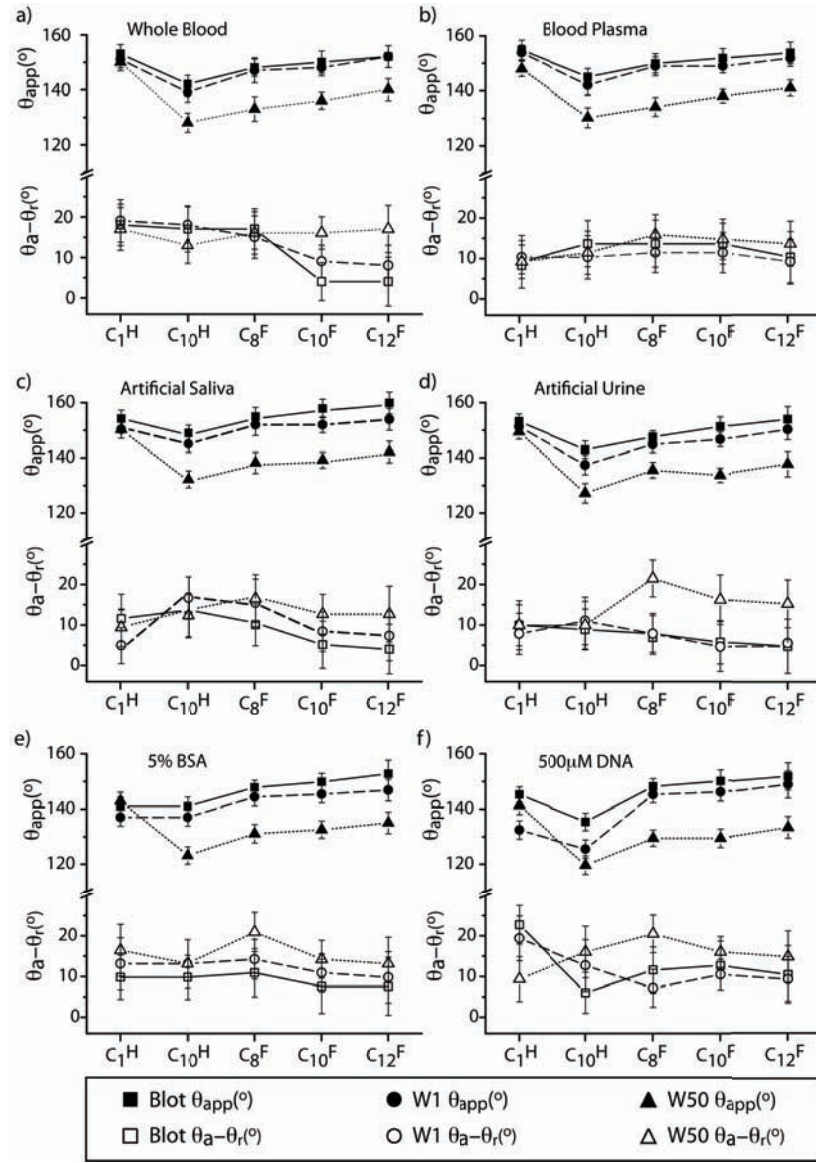 a) Whole Blood
b) Blood Plasma
160
140
120
θapp(º)
20
10
0
θa−θr(º)
C₁ᴴ C₁₀ᴴ C₈ᶠ C₁₀ᶠ C₁₂ᶠ
160
140
120
θapp(º)
20
10
0
θa−θr(º)
C₁ᴴ C₁₀ᴴ C₈ᶠ C₁₀ᶠ C₁₂ᶠ
c) Artificial Saliva
d) Artificial Urine
160
140
120
θapp(º)
20
10
0
θa−θr(º)
C₁ᴴ C₁₀ᴴ C₈ᶠ C₁₀ᶠ C₁₂ᶠ
160
140
120
θapp(º)
20
10
0
θa−θr(º)
C₁ᴴ C₁₀ᴴ C₈ᶠ C₁₀ᶠ C₁₂ᶠ
e) 5% BSA
f) 500µM DNA
160
140
120
θapp(º)
20
10
0
θa−θr(º)
C₁ᴴ C₁₀ᴴ C₈ᶠ C₁₀ᶠ C₁₂ᶠ
160
140
120
θapp(º)
20
10
0
θa−θr(º)
C₁ᴴ C₁₀ᴴ C₈ᶠ C₁₀ᶠ C₁₂ᶠ
Blot θapp(º) W1 θapp(º) W50 θapp(º)
Blot θa−θr(º) W1 θa−θr(º) W50 θa−θr(º)